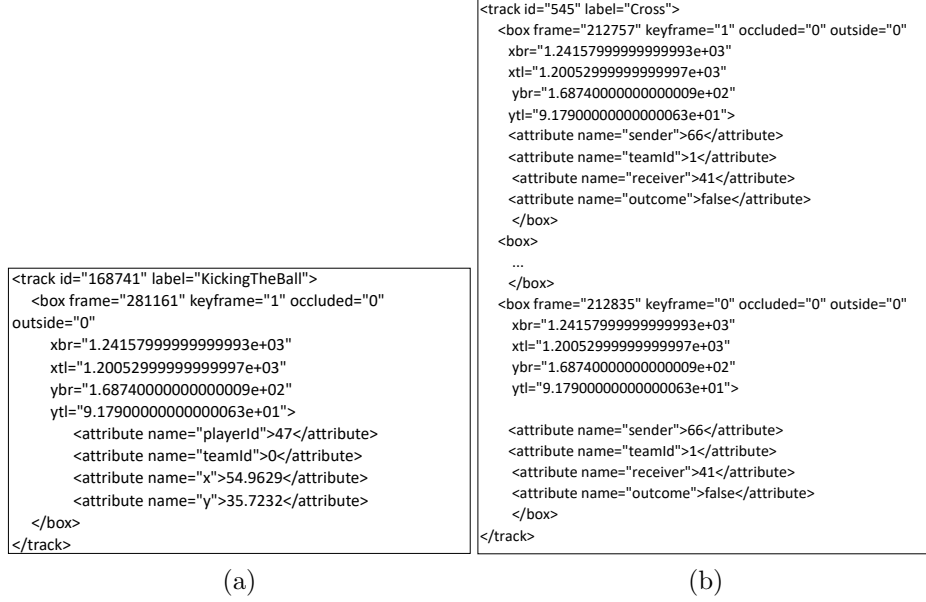 <track id="168741" label="KickingTheBall">
<box frame="281161" keyframe="1" occluded="0"
outside="0"
xbr="1.24157999999999993e+03"
xtl="1.20052999999999997e+03"
ybr="1.68740000000000009e+02"
ytl="9.17900000000000063e+01">
<attribute name="playerId">47</attribute>
<attribute name="teamId">0</attribute>
<attribute name="x">54.9629</attribute>
<attribute name="y">35.7232</attribute>
</box>
</track>
(a)
<track id="545" label="Cross">
<box frame="212757" keyframe="1" occluded="0" outside="0"
xbr="1.24157999999999993e+03"
xtl="1.20052999999999997e+03"
ybr="1.68740000000000009e+02"
ytl="9.17900000000000063e+01">
<attribute name="sender">66</attribute>
<attribute name="teamId">1</attribute>
<attribute name="receiver">41</attribute>
<attribute name="outcome">false</attribute>
</box>
<box>
...
</box>
<box frame="212835" keyframe="0" occluded="0" outside="0"
xbr="1.24157999999999993e+03"
xtl="1.20052999999999997e+03"
ybr="1.68740000000000009e+02"
ytl="9.17900000000000063e+01">
<attribute name="sender">66</attribute>
<attribute name="teamId">1</attribute>
<attribute name="receiver">41</attribute>
<attribute name="outcome">false</attribute>
</box>
</track>
(b)